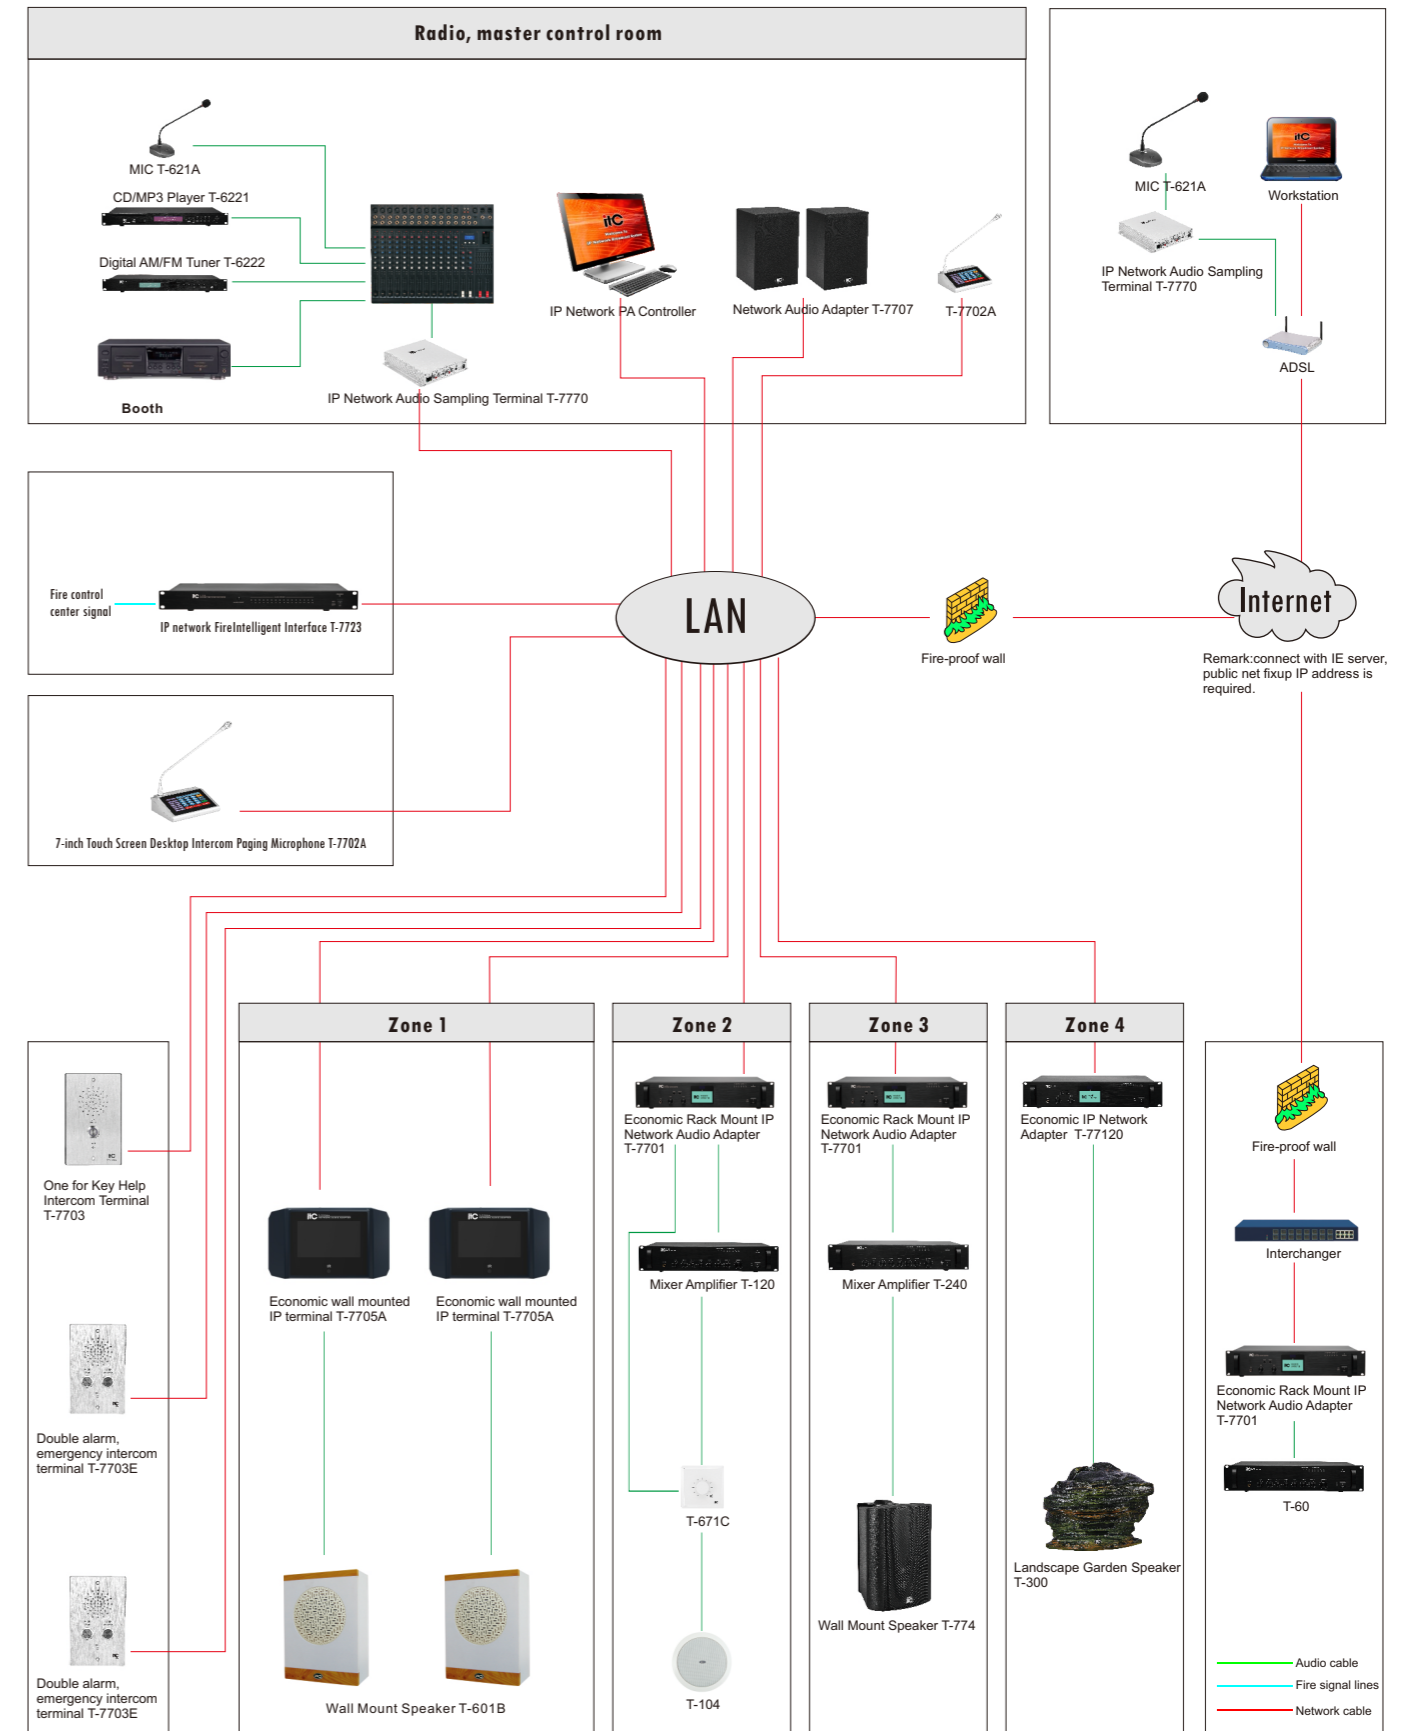 Radio, master control room
MIC T-621A
CD/MP3 Player T-6221
Digital AM/FM Tuner T-6222
Booth
IP Network Audio Sampling Terminal T-7770
itC
IP Network PA Controller
Network Audio Adapter T-7707
T-7702A
MIC T-621A
itC
Workstation
IP Network Audio Sampling
Terminal T-7770
ADSL
Fire control
center signal
IP network FireIntelligent Interface T-7723
LAN
Fire-proof wall
Internet
Remark:connect with IE server,
public net fixup IP address is
required.
7-inch Touch Screen Desktop Intercom Paging Microphone T-7702A
One for Key Help
Intercom Terminal
T-7703
Double alarm,
emergency intercom
terminal T-7703E
Double alarm,
emergency intercom
terminal T-7703E
Zone 1
itC
itC
Economic wall mounted
IP terminal T-7705A
Economic wall mounted
IP terminal T-7705A
Wall Mount Speaker T-601B
Zone 2
Economic Rack Mount IP
Network Audio Adapter
T-7701
Mixer Amplifier T-120
T-671C
T-104
Zone 3
Economic Rack Mount IP
Network Audio Adapter
T-7701
Mixer Amplifier T-240
Wall Mount Speaker T-774
Zone 4
Economic IP Network
Adapter T-77120
Landscape Garden Speaker
T-300
Fire-proof wall
Interchanger
Economic Rack Mount IP
Network Audio Adapter
T-7701
T-60
Audio cable
Fire signal lines
Network cable